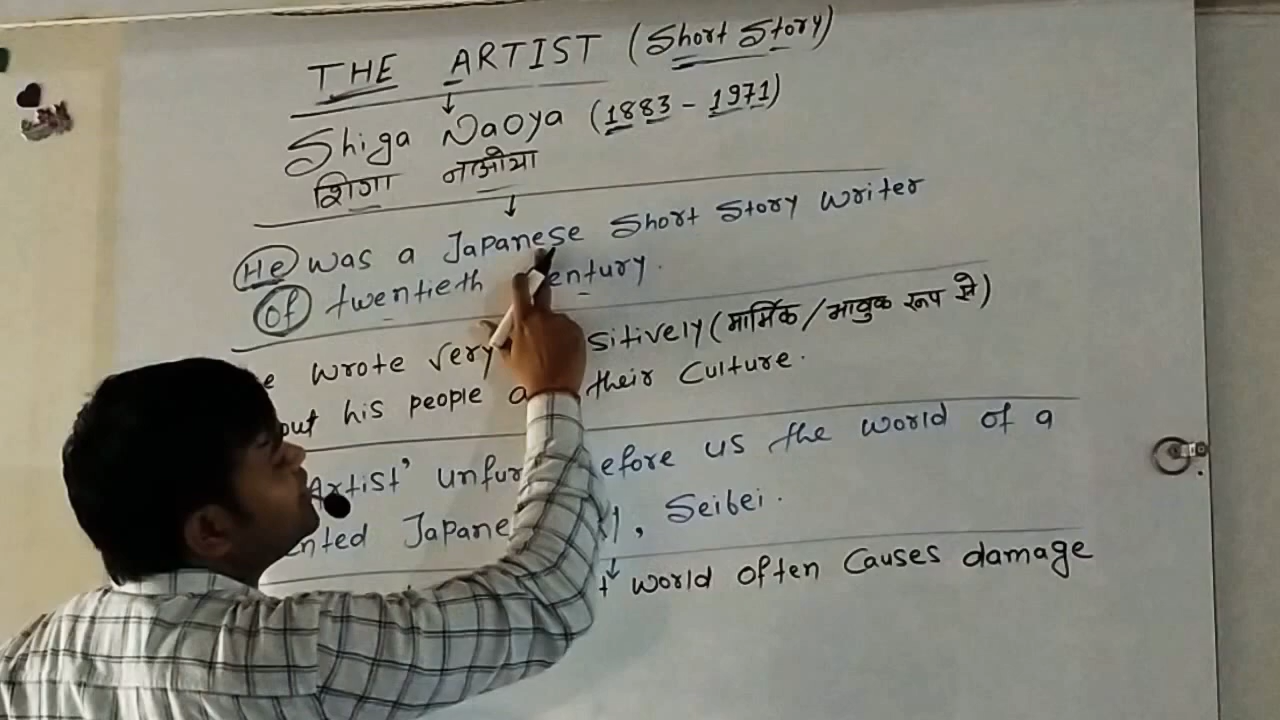 THE ARTIST (Short Story)
Shiga Naoya (1883 - 1971)
शिगा नाओया
He was a Japanese Short Story Writer
Of twentieth entury.
e wrote very sitively (मार्मिक/भावुक रूप से)
out his people a their Culture.
Artist' unfur efore us the world of a
nted Japane , Seibei.
world often Causes damage